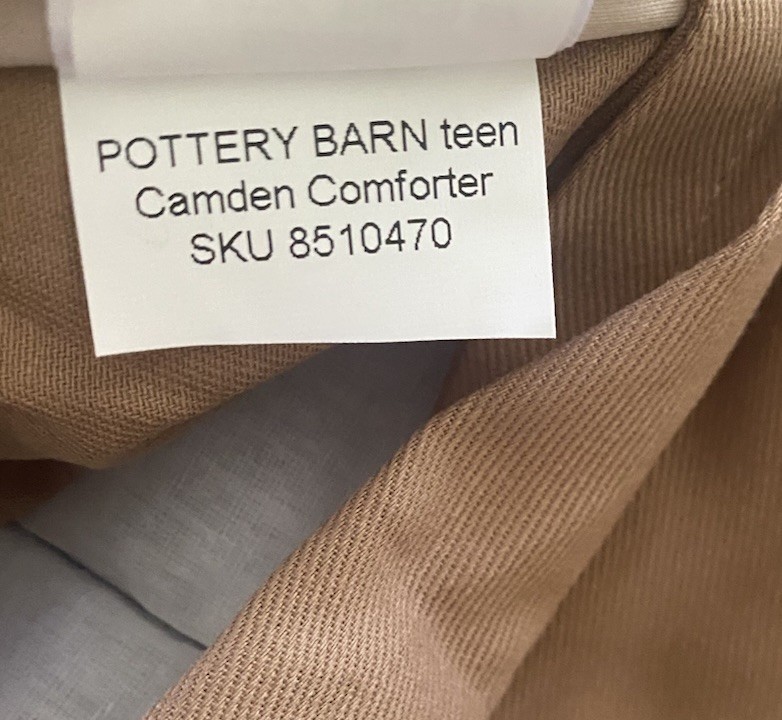 POTTERY BARN teen
Camden Comforter
SKU 8510470